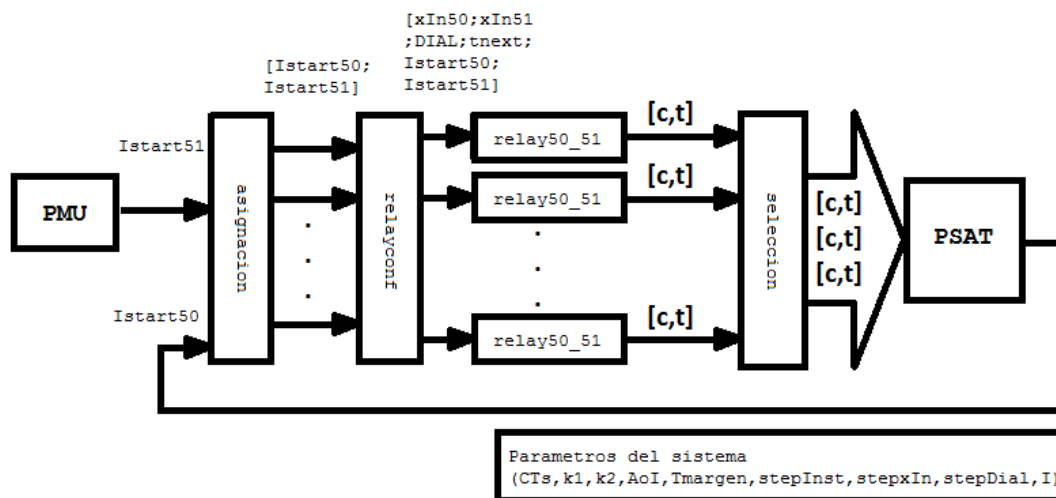 [xIn50;xIn51
;DIAL;tnext;
Istart50;
Istart51]
[Istart50;
Istart51]
Istart51
PMU
Istart50
asignacion
.
.
.
relayconf
relay50_51
relay50_51
.
.
.
relay50_51
[c,t]
[c,t]
[c,t]
seleccion
[c,t]
[c,t]
[c,t]
PSAT
Parametros del sistema
(CTs,k1,k2,AoI,Tmargen,stepInst,stepxIn,stepDial,I)